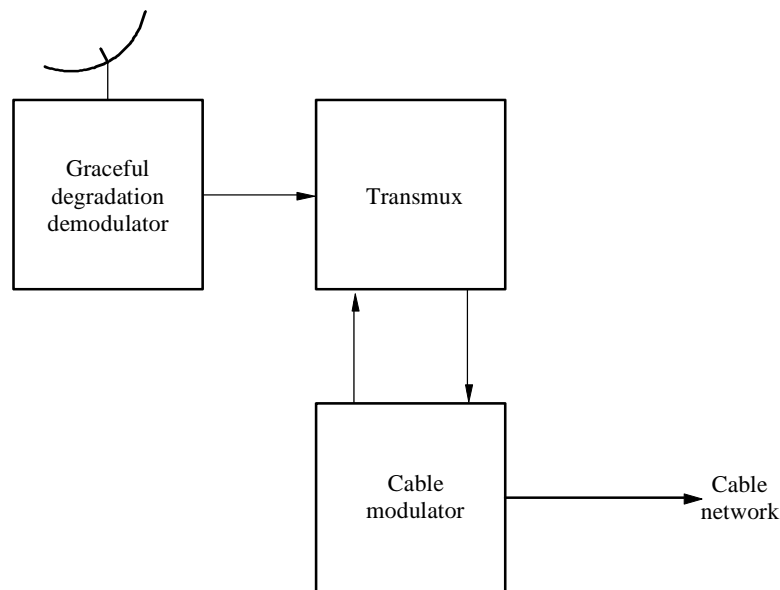 Graceful
degradation
demodulator
Transmux
Cable
modulator
Cable
network